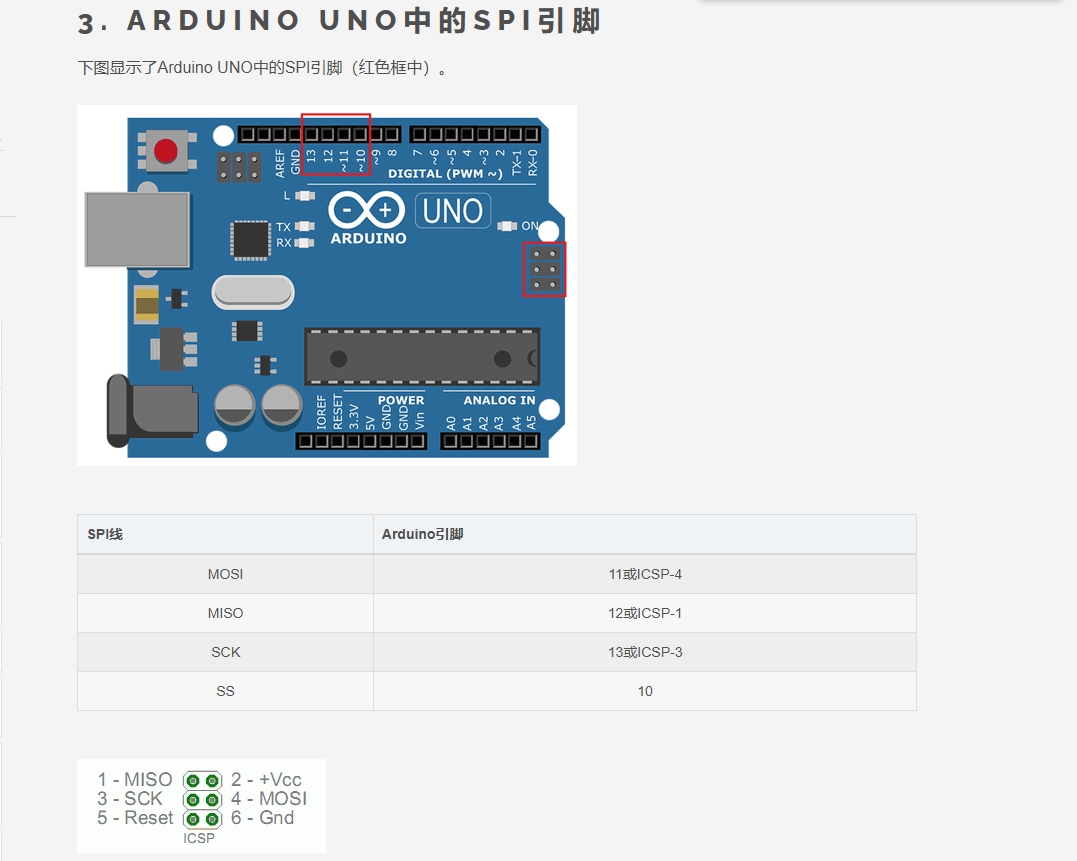 3. ARDUINO UNO中的SPI引脚
下图显示了Arduino UNO中的SPI引脚（红色框中）。
AREF
GND
13
12
~11
~10
~9
8
7
~6
~5
4
~3
2
TX-1
RX-0
DIGITAL (PWM ~)
L
TX
RX
ARDUINO
UNO
ON
IOREF
RESET
3.3V
5V
GND
GND
Vin
POWER
ANALOG IN
A0
A1
A2
A3
A4
A5
SPI线 Arduino引脚
MOSI 11或ICSP-4
MISO 12或ICSP-1
SCK 13或ICSP-3
SS 10
1 - MISO 2 - +Vcc
3 - SCK 4 - MOSI
5 - Reset 6 - Gnd
ICSP